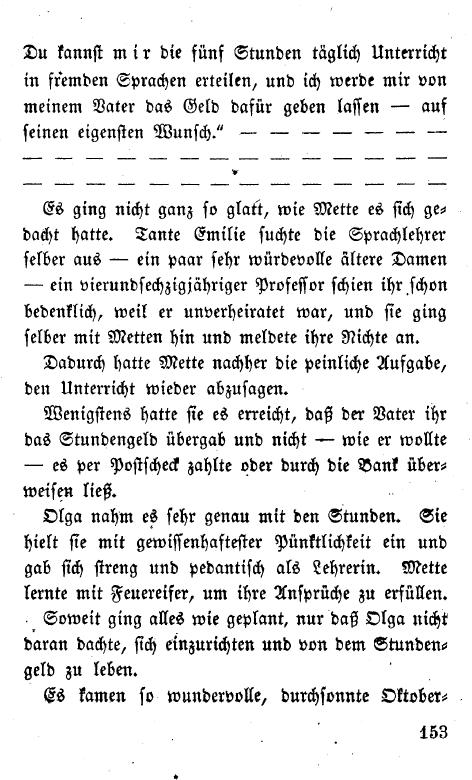 Du kannst m i r die fünf Stunden täglich Unterricht
in fremden Sprachen erteilen, und ich werde mir von
meinem Vater das Geld dafür geben lassen — auf
seinen eigensten Wunsch.“ — — — — — — — —
— — — — — — — — — — — — — — — —
— — — — — — — — — — — — — — — —
Es ging nicht ganz so glatt, wie Mette es sich ge-
dacht hatte. Tante Emilie suchte die Sprachlehrer
selber aus — ein paar sehr würdevolle ältere Damen
— ein vierundsechzigjähriger Professor schien ihr schon
bedenklich, weil er unverheiratet war, und sie ging
selber mit Metten hin und meldete ihre Nichte an.
Dadurch hatte Mette nachher die peinliche Aufgabe,
den Unterricht wieder abzusagen.
Wenigstens hatte sie es erreicht, daß der Vater ihr
das Stundengeld übergab und nicht — wie er wollte
— es per Postscheck zahlte oder durch die Bank über-
weisen ließ.
Olga nahm es sehr genau mit den Stunden. Sie
hielt sie mit gewissenhaftester Pünktlichkeit ein und
gab sich streng und pedantisch als Lehrerin. Mette
lernte mit Feuereifer, um ihre Ansprüche zu erfüllen.
Soweit ging alles wie geplant, nur daß Olga nicht
daran dachte, sich einzurichten und von dem Stunden-
geld zu leben.
Es kamen so wundervolle, durchsonnte Oktober-
153